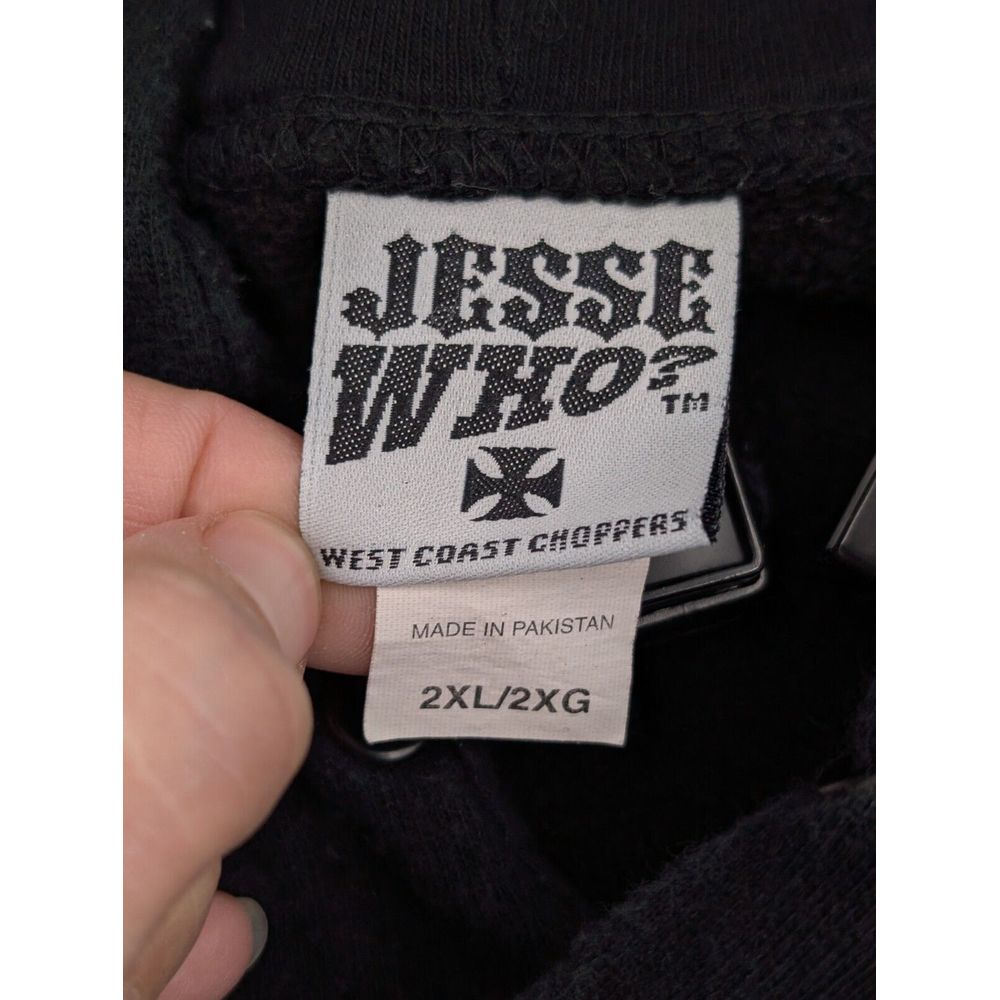 JESSE
WHO?
TM
WEST COAST CHOPPERS
MADE IN PAKISTAN
2XL/2XG